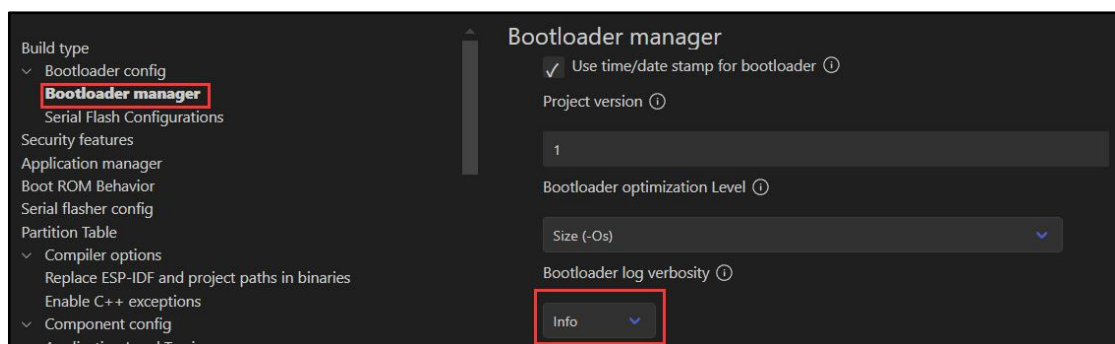 Build type
Bootloader config
Bootloader manager
Serial Flash Configurations
Security features
Application manager
Boot ROM Behavior
Serial flasher config
Partition Table
Compiler options
Replace ESP-IDF and project paths in binaries
Enable C++ exceptions
Component config
Bootloader manager
Use time/date stamp for bootloader
Project version
1
Bootloader optimization Level
Size (-Os)
Bootloader log verbosity
Info